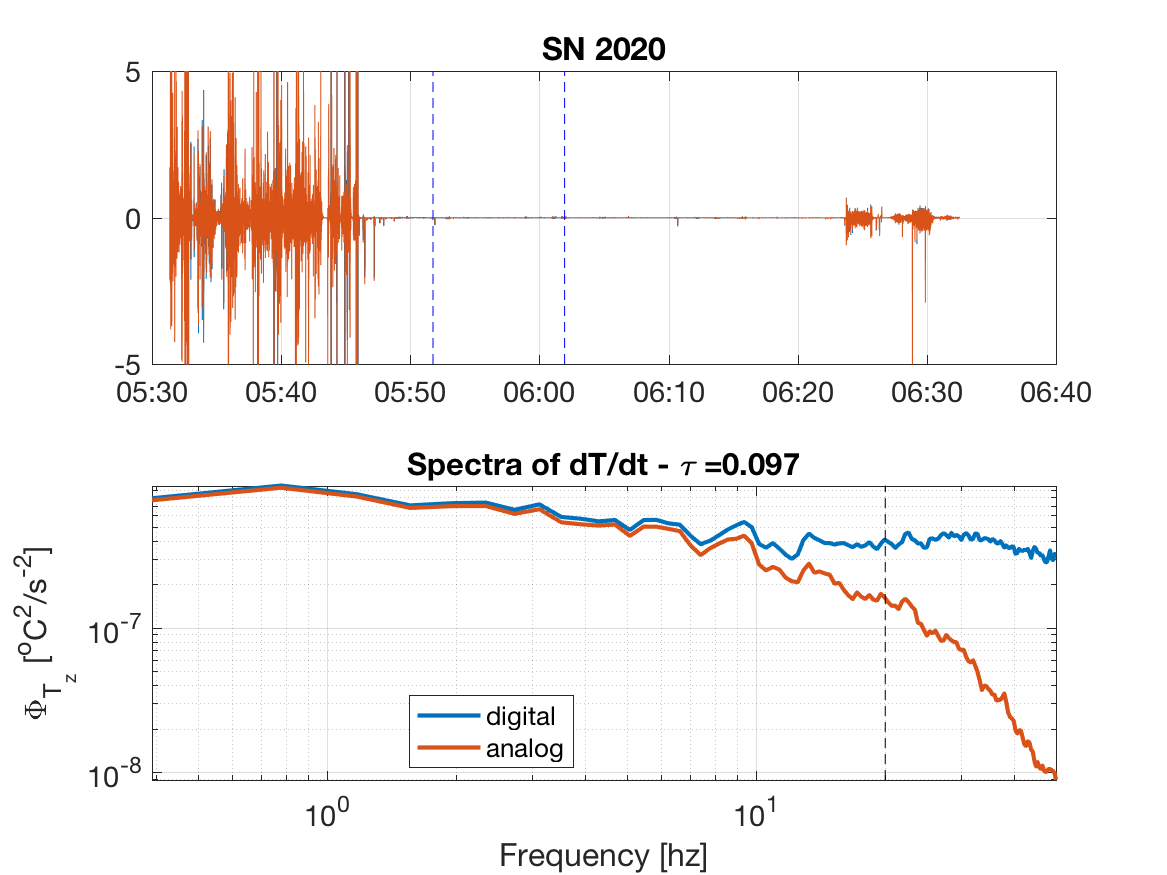 SN 2020
5
0
-5
05:30 05:40 05:50 06:00 06:10 06:20 06:30 06:40
Spectra of dT/dt - τ =0.097
Φ_T_z [°C²/s⁻²]
10⁻⁷
10⁻⁸
digital
analog
10⁰ 10¹
Frequency [hz]